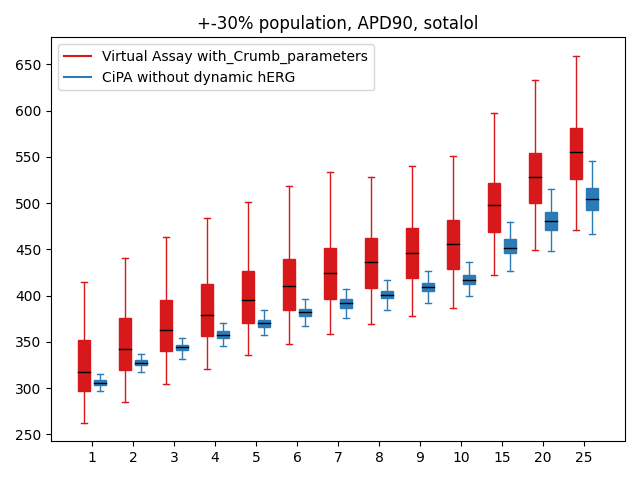 +-30% population, APD90, sotalol
Virtual Assay with_Crumb_parameters
CiPA without dynamic hERG
650
600
550
500
450
400
350
300
250
1 2 3 4 5 6 7 8 9 10 15 20 25